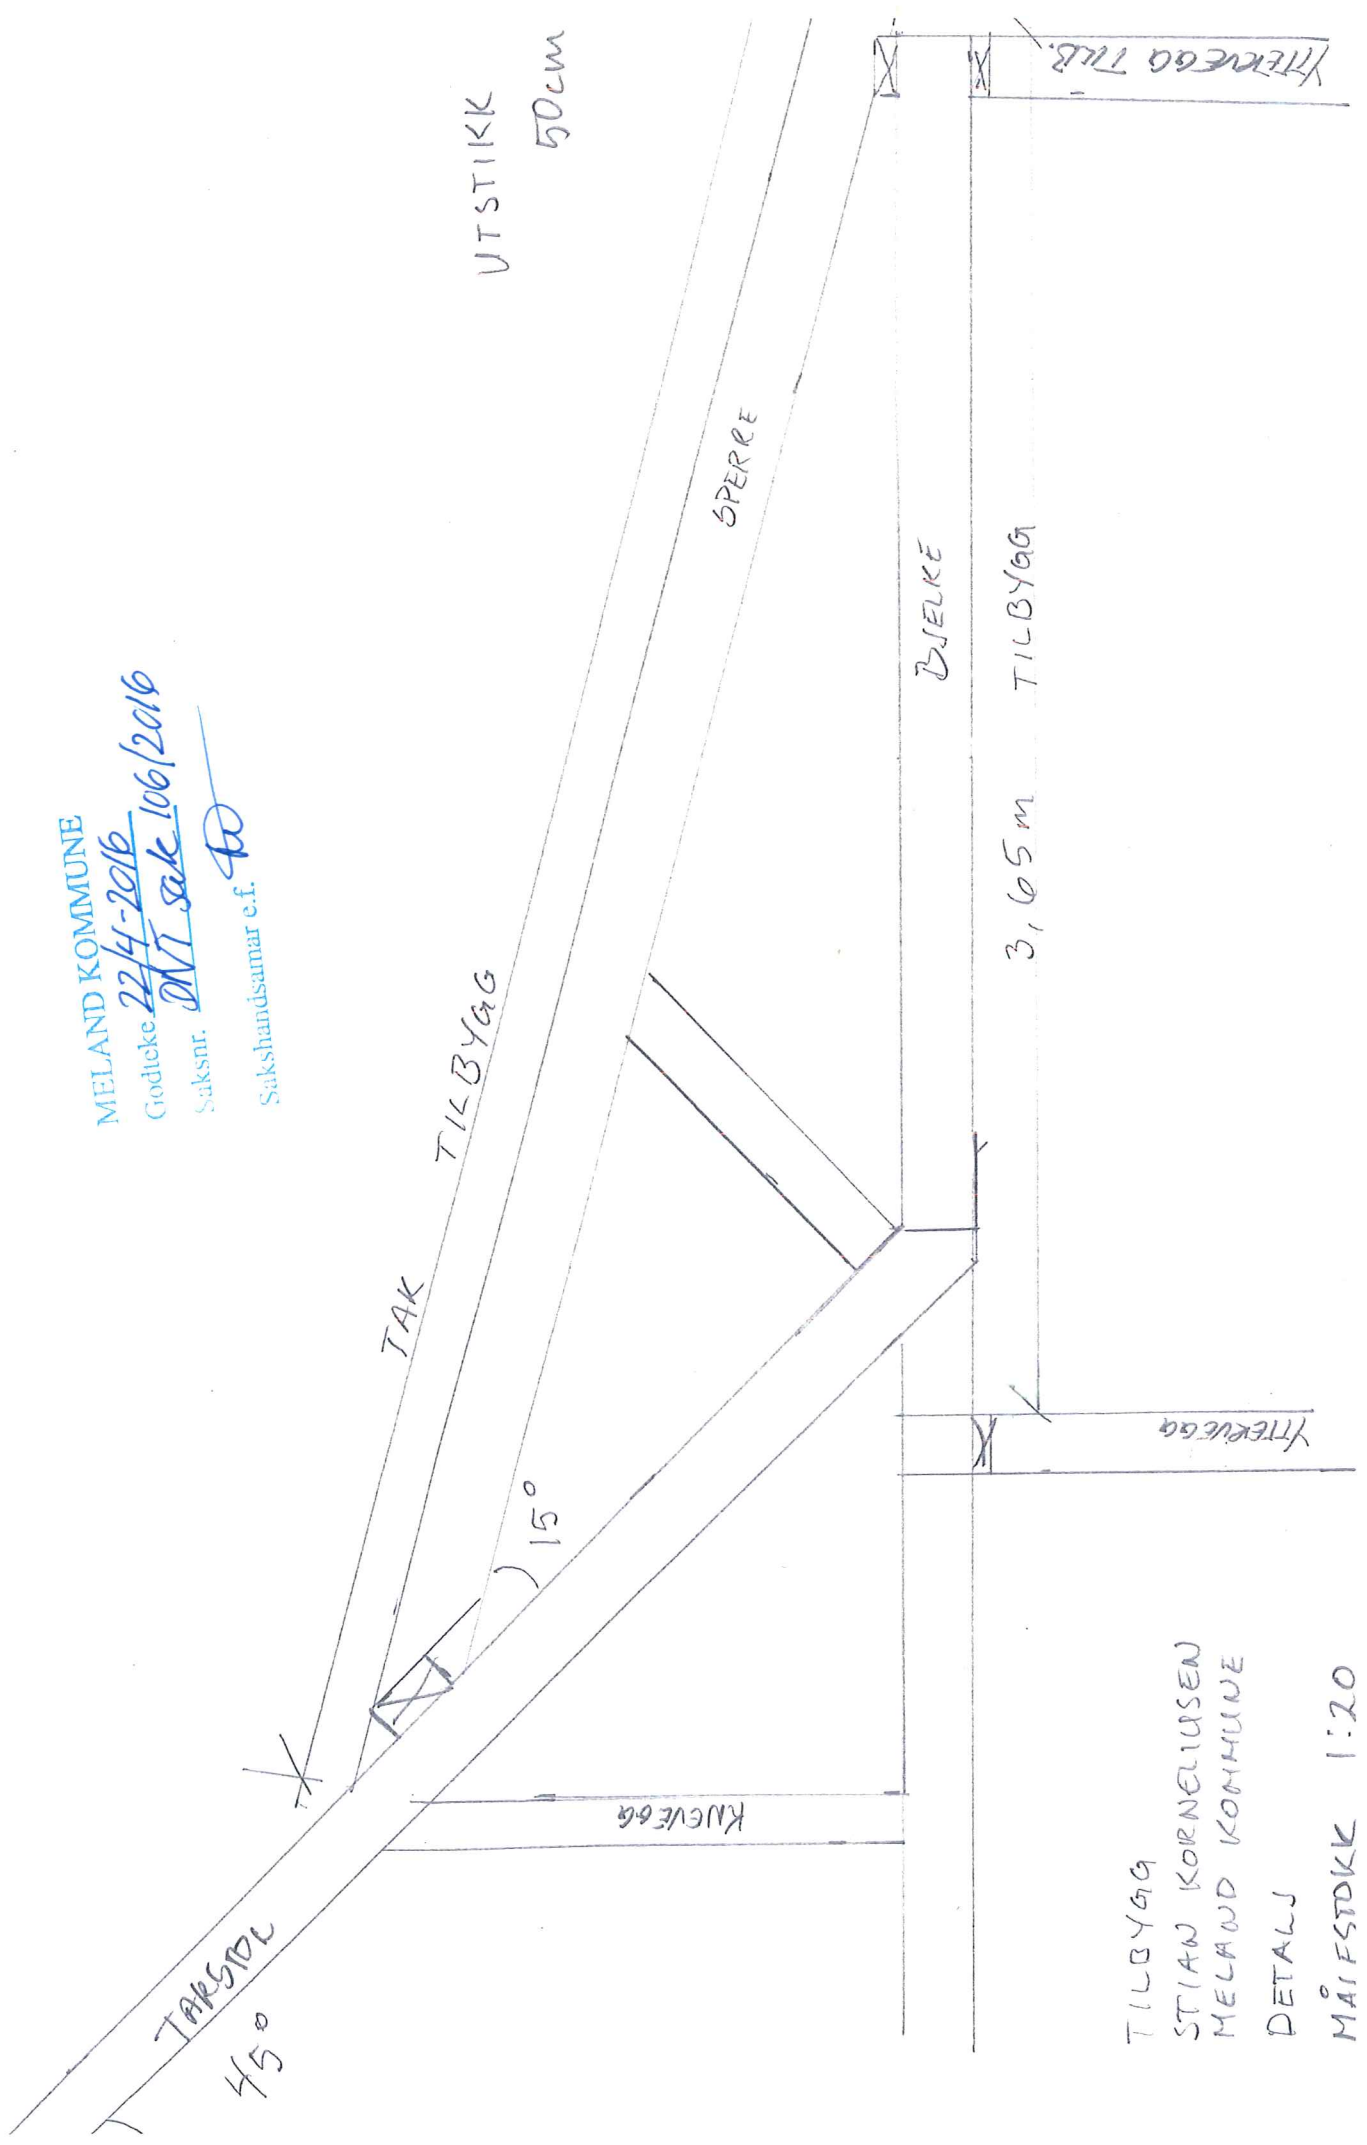 MELAND KOMMUNE
Godtcke 22/4-2016
Saksnr. DNT sak 106/2016
Sakshandsamar e.f.
UTSTIKK
50cm
TAK TILBYGG
SPERRE
BJELKE
3,65m TILBYGG
15°
TAKSTOL
45°
KNEVEGG
YTTERVEGG
YTTERVEGG TILB.
TILBYGG
STIAN KORNELIUSEN
MELAND KOMMUNE
DETALJ
MÅLESTOKK 1:20